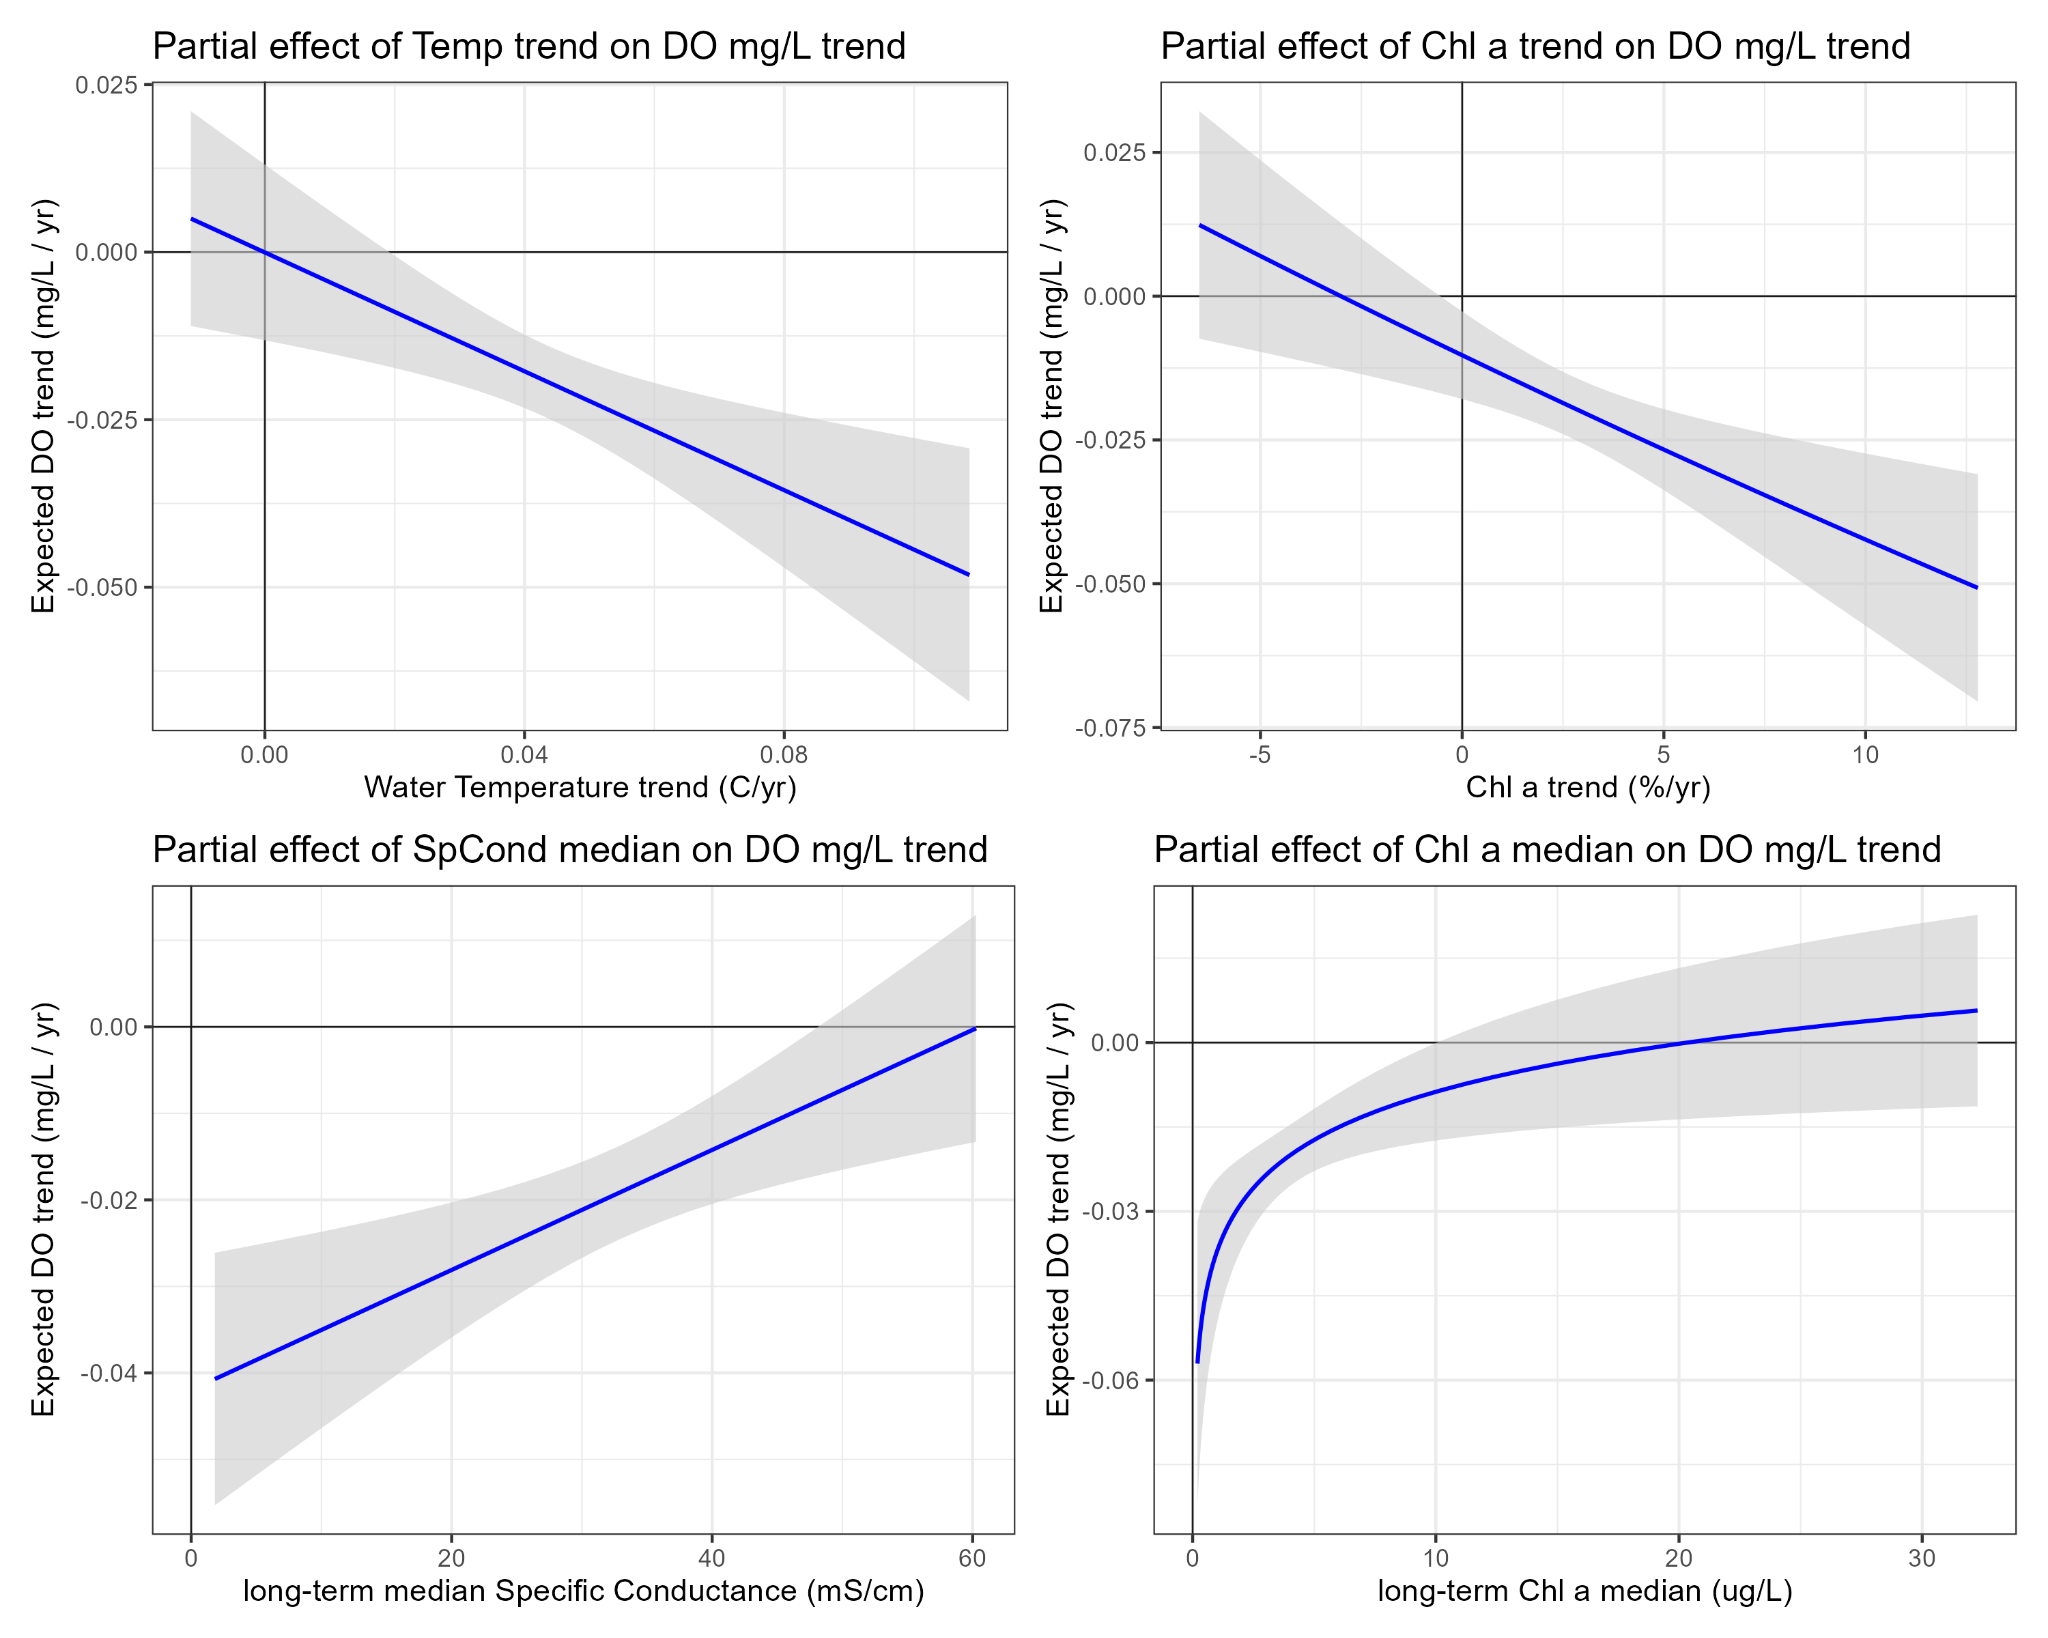 Partial effect of Temp trend on DO mg/L trend
Expected DO trend (mg/L / yr)
0.025
0.000
-0.025
-0.050
0.00 0.04 0.08
Water Temperature trend (C/yr)
Partial effect of Chl a trend on DO mg/L trend
Expected DO trend (mg/L / yr)
0.025
0.000
-0.025
-0.050
-0.075
-5 0 5 10
Chl a trend (%/yr)
Partial effect of SpCond median on DO mg/L trend
Expected DO trend (mg/L / yr)
0.00
-0.02
-0.04
0 20 40 60
long-term median Specific Conductance (mS/cm)
Partial effect of Chl a median on DO mg/L trend
Expected DO trend (mg/L / yr)
0.00
-0.03
-0.06
0 10 20 30
long-term Chl a median (ug/L)